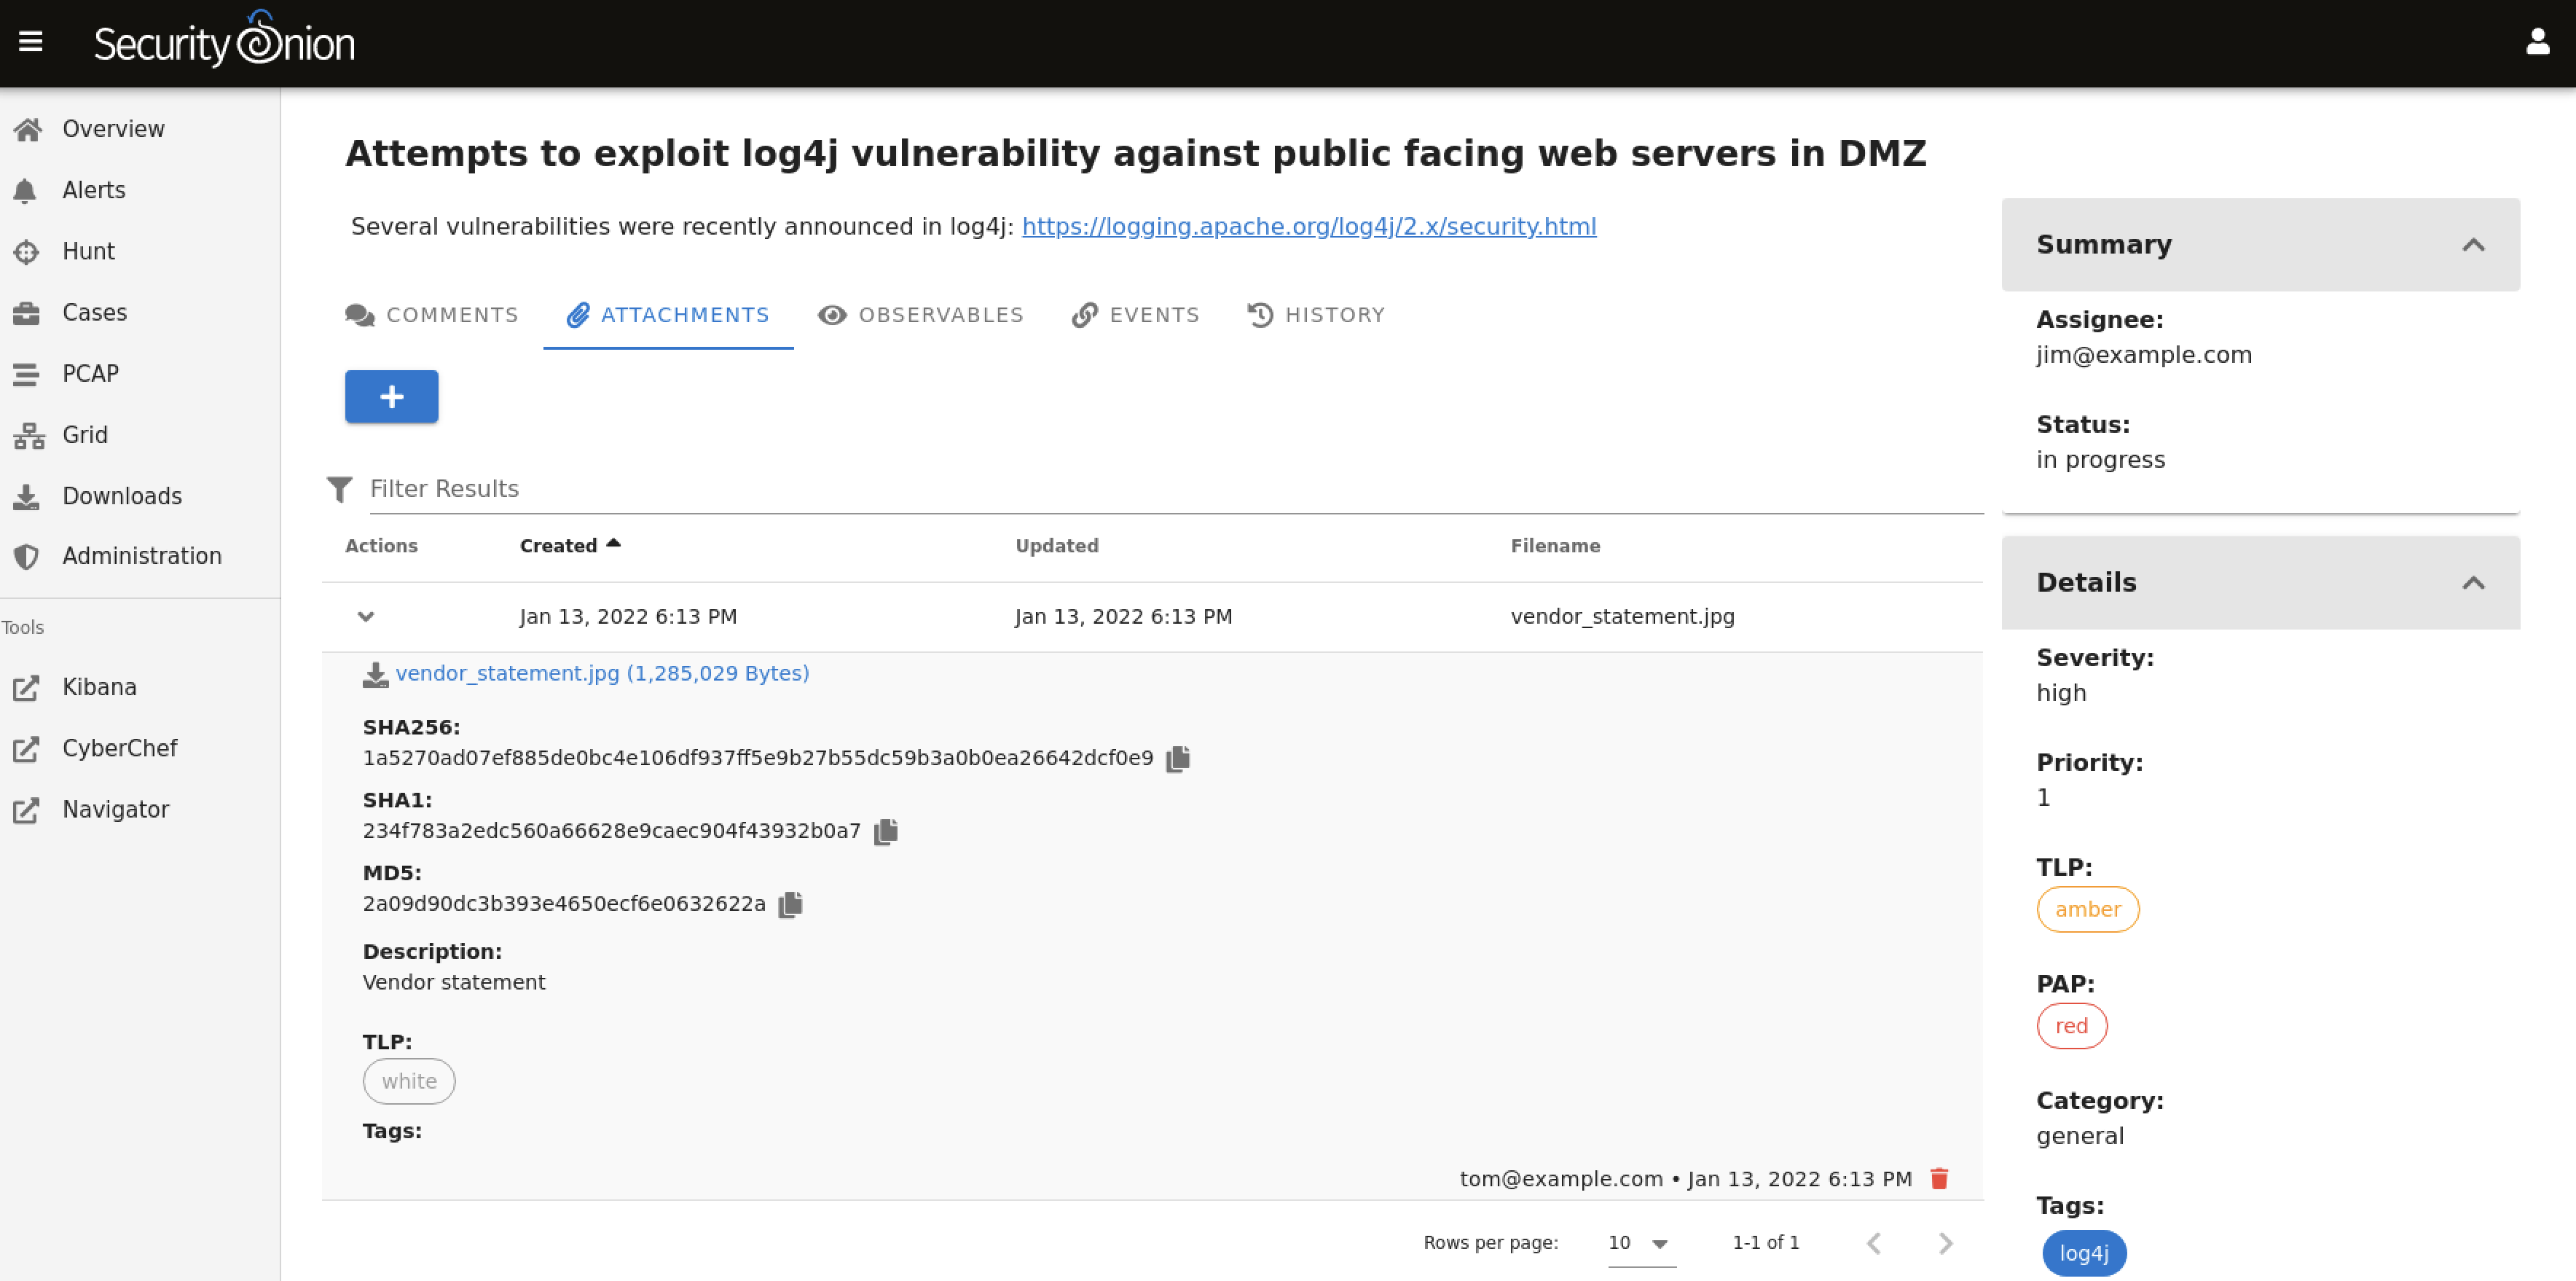 Security Onion
Overview
Alerts
Hunt
Cases
PCAP
Grid
Downloads
Administration
Tools
Kibana
CyberChef
Navigator
Attempts to exploit log4j vulnerability against public facing web servers in DMZ
Several vulnerabilities were recently announced in log4j: https://logging.apache.org/log4j/2.x/security.html
COMMENTS ATTACHMENTS OBSERVABLES EVENTS HISTORY
+
Filter Results
Actions Created Updated Filename
Jan 13, 2022 6:13 PM Jan 13, 2022 6:13 PM vendor_statement.jpg
vendor_statement.jpg (1,285,029 Bytes)
SHA256:
1a5270ad07ef885de0bc4e106df937ff5e9b27b55dc59b3a0b0ea26642dcf0e9
SHA1:
234f783a2edc560a66628e9caec904f43932b0a7
MD5:
2a09d90dc3b393e4650ecf6e0632622a
Description:
Vendor statement
TLP:
white
Tags:
tom@example.com • Jan 13, 2022 6:13 PM
Rows per page: 10 1-1 of 1
Summary
Assignee:
jim@example.com
Status:
in progress
Details
Severity:
high
Priority:
1
TLP:
amber
PAP:
red
Category:
general
Tags:
log4j